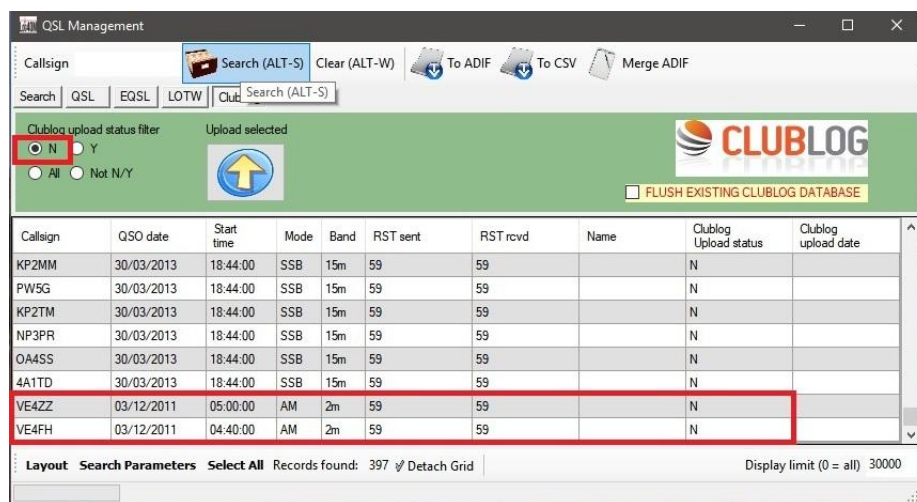 QSL Management
Callsign Search (ALT-S) Clear (ALT-W) To ADIF To CSV Merge ADIF
Search QSL EQSL LOTW
Search (ALT-S)
Clublog upload status filter Upload selected
N Y
All Not N/Y
CLUBLOG
FLUSH EXISTING CLUBLOG DATABASE
Callsign QSO date Start time Mode Band RST sent RST rcvd Name Clublog Upload status Clublog upload date
KP2MM 30/03/2013 18:44:00 SSB 15m 59 59 N
PW5G 30/03/2013 18:44:00 SSB 15m 59 59 N
KP2TM 30/03/2013 18:44:00 SSB 15m 59 59 N
NP3PR 30/03/2013 18:44:00 SSB 15m 59 59 N
OA4SS 30/03/2013 18:44:00 SSB 15m 59 59 N
4A1TD 30/03/2013 18:44:00 SSB 15m 59 59 N
VE4ZZ 03/12/2011 05:00:00 AM 2m 59 59 N
VE4FH 03/12/2011 04:40:00 AM 2m 59 59 N
Layout Search Parameters Select All Records found: 397 Detach Grid Display limit (0 = all) 30000